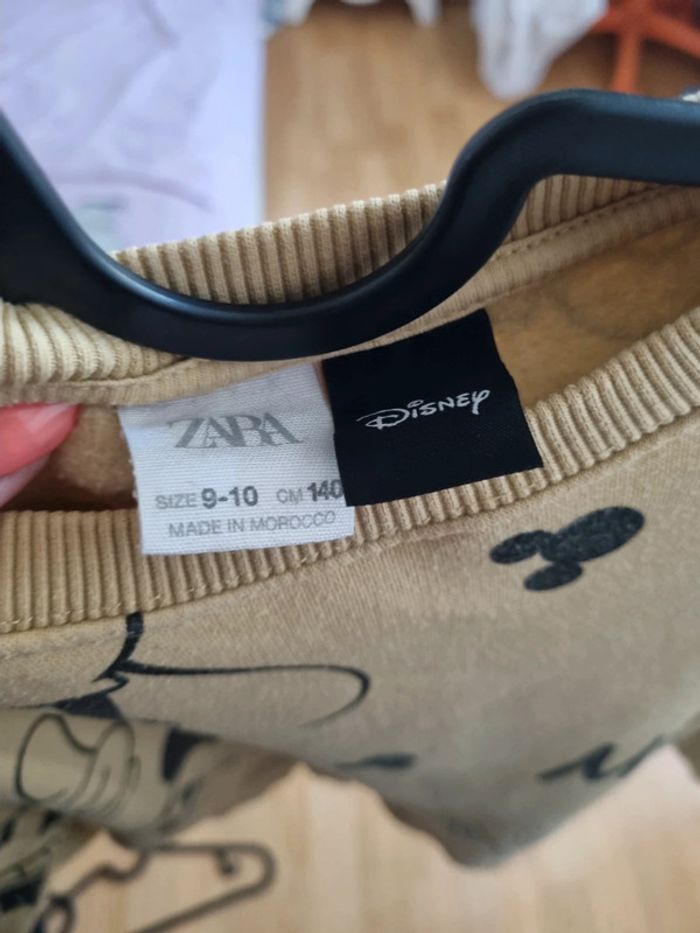 ZARA
SIZE 9-10 CM 140
MADE IN MOROCCO
Disney